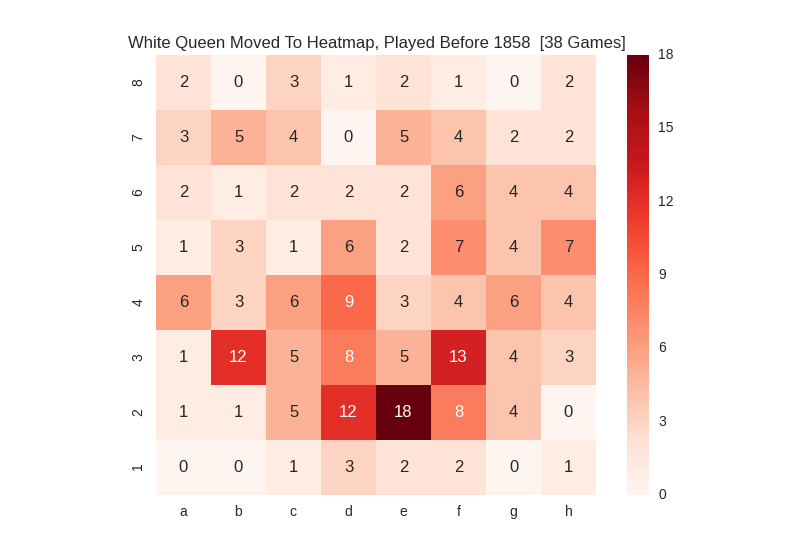 White Queen Moved To Heatmap, Played Before 1858 [38 Games]
8 2 0 3 1 2 1 0 2
7 3 5 4 0 5 4 2 2
6 2 1 2 2 2 6 4 4
5 1 3 1 6 2 7 4 7
4 6 3 6 9 3 4 6 4
3 1 12 5 8 5 13 4 3
2 1 1 5 12 18 8 4 0
1 0 0 1 3 2 2 0 1
a b c d e f g h
18
15
12
9
6
3
0